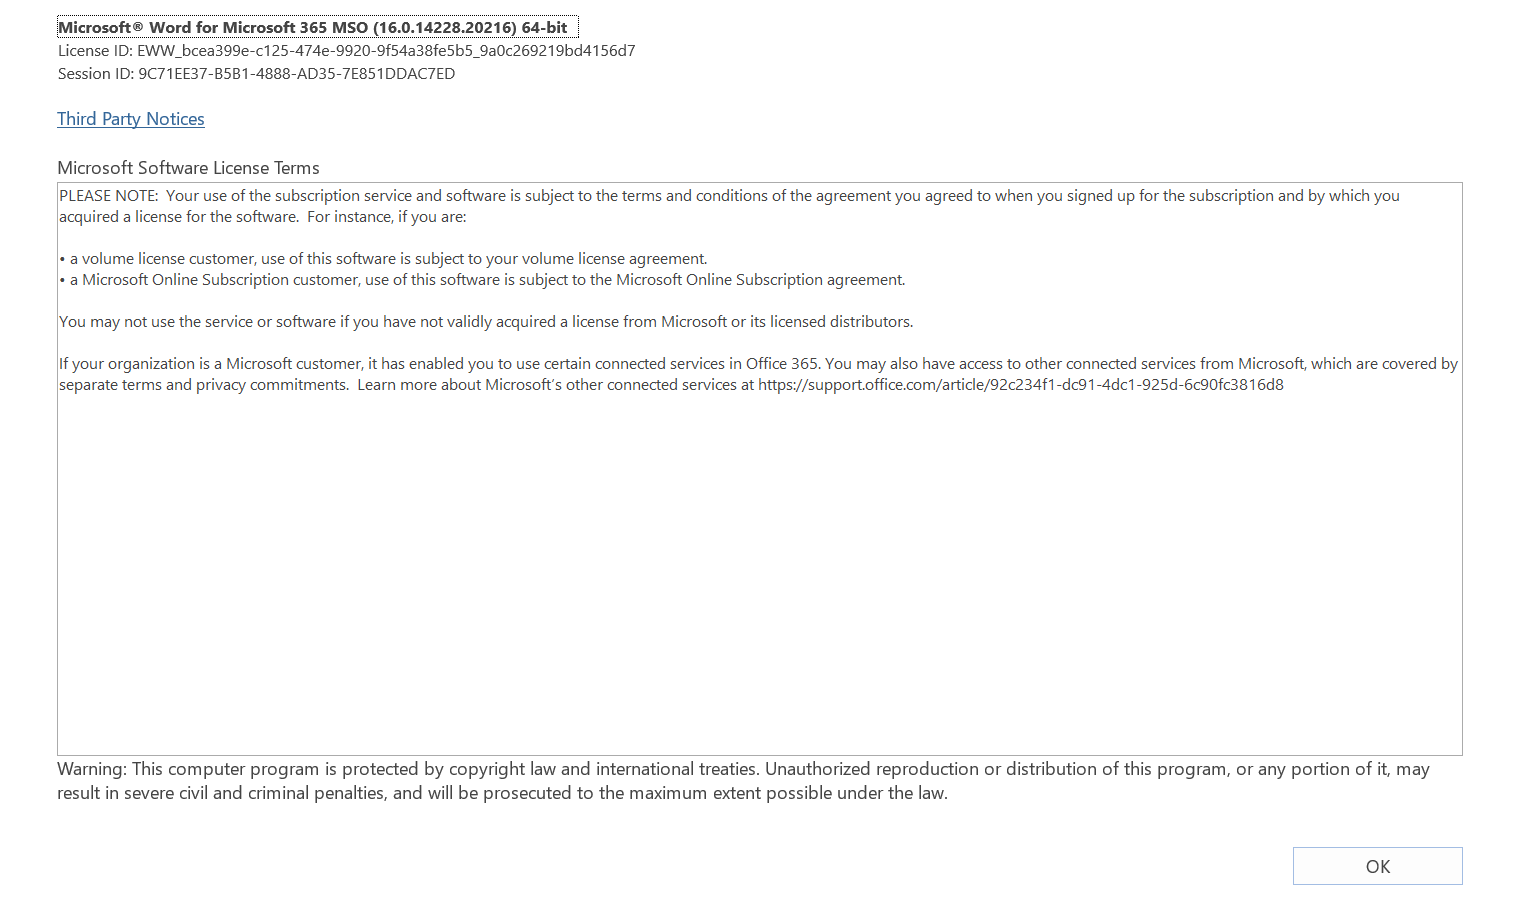 Microsoft® Word for Microsoft 365 MSO (16.0.14228.20216) 64-bit
License ID: EWW_bcea399e-c125-474e-9920-9f54a38fe5b5_9a0c269219bd4156d7
Session ID: 9C71EE37-B5B1-4888-AD35-7E851DDAC7ED
Third Party Notices
Microsoft Software License Terms
PLEASE NOTE:  Your use of the subscription service and software is subject to the terms and conditions of the agreement you agreed to when you signed up for the subscription and by which you
acquired a license for the software.  For instance, if you are:
• a volume license customer, use of this software is subject to your volume license agreement.
• a Microsoft Online Subscription customer, use of this software is subject to the Microsoft Online Subscription agreement.
You may not use the service or software if you have not validly acquired a license from Microsoft or its licensed distributors.
If your organization is a Microsoft customer, it has enabled you to use certain connected services in Office 365. You may also have access to other connected services from Microsoft, which are covered by
separate terms and privacy commitments.  Learn more about Microsoft's other connected services at https://support.office.com/article/92c234f1-dc91-4dc1-925d-6c90fc3816d8
Warning: This computer program is protected by copyright law and international treaties. Unauthorized reproduction or distribution of this program, or any portion of it, may
result in severe civil and criminal penalties, and will be prosecuted to the maximum extent possible under the law.
OK